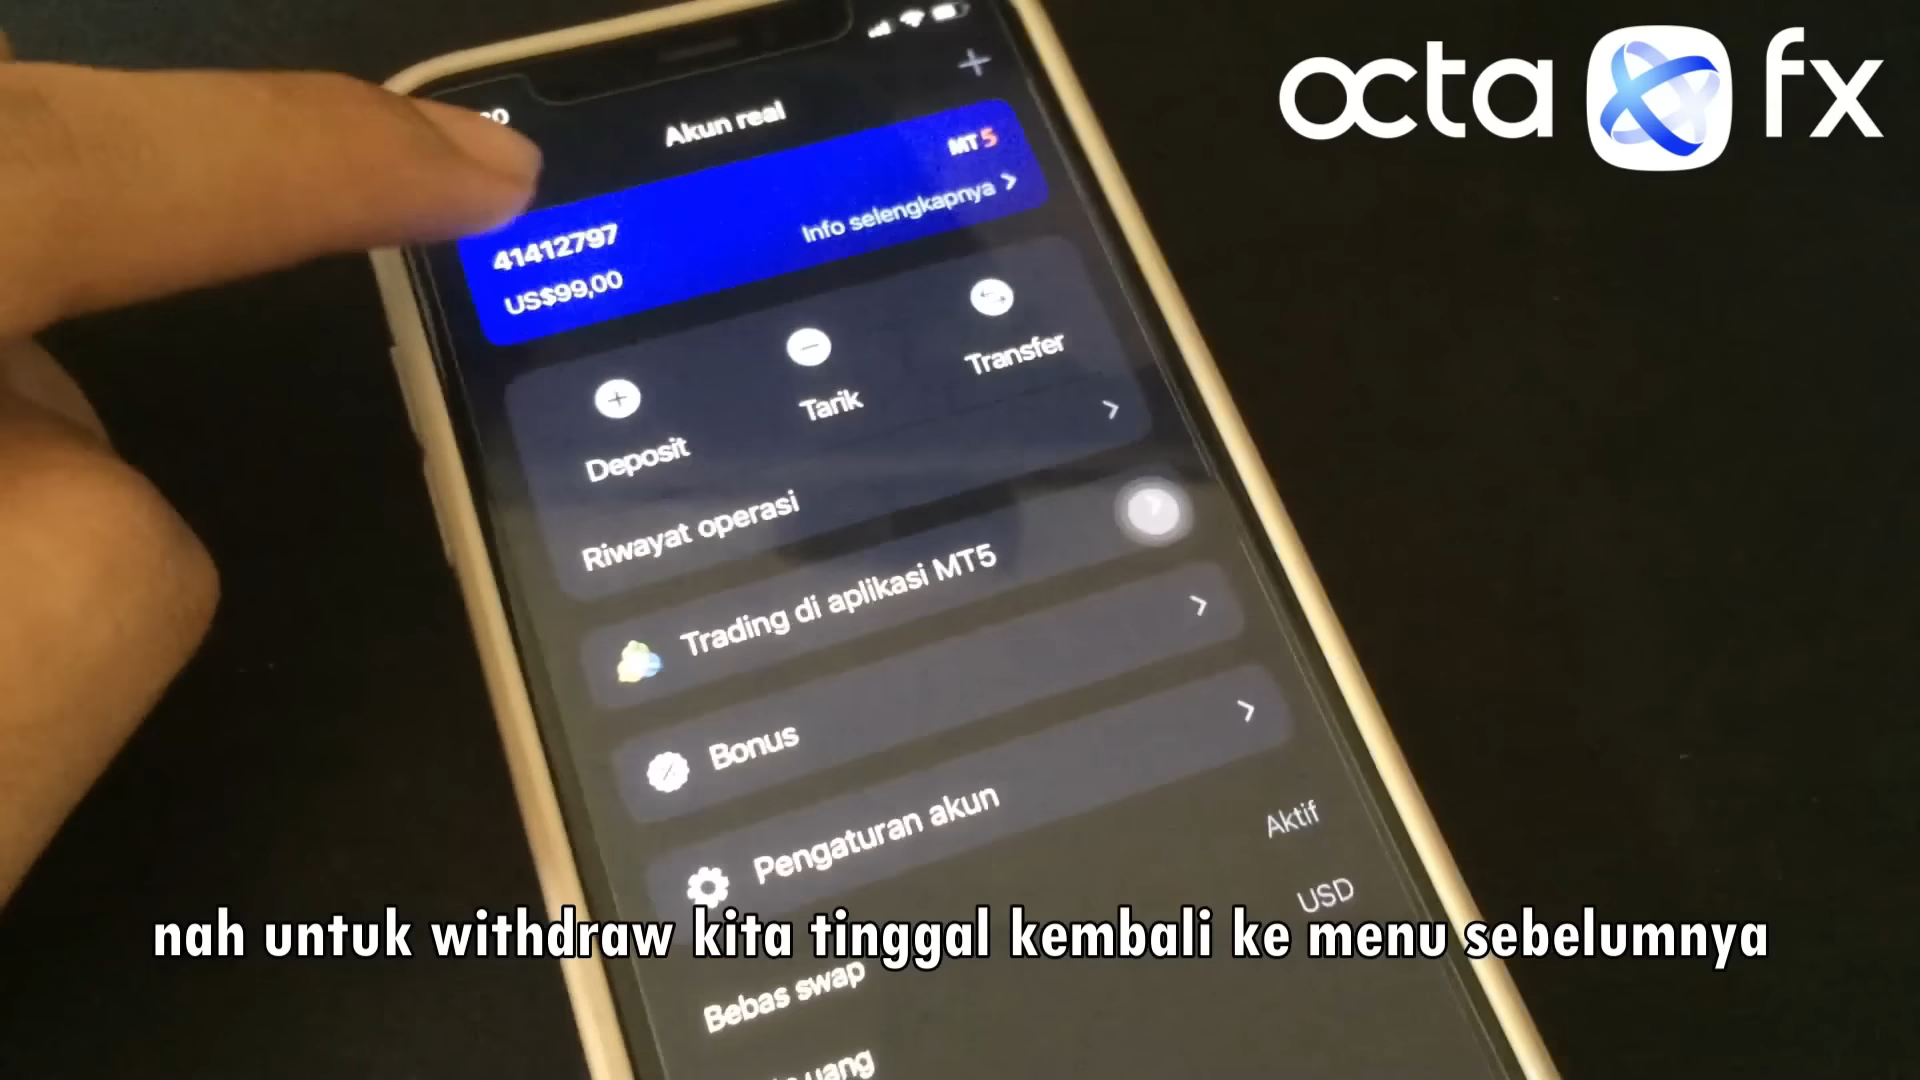 octa fx
Akun real
MT5
41412797
Info selengkapnya
US$99,00
Deposit
Tarik
Transfer
Riwayat operasi
Trading di aplikasi MT5
Bonus
Pengaturan akun
Aktif
USD
nah untuk withdraw kita tinggal kembali ke menu sebelumnya
Bebas swap
uang